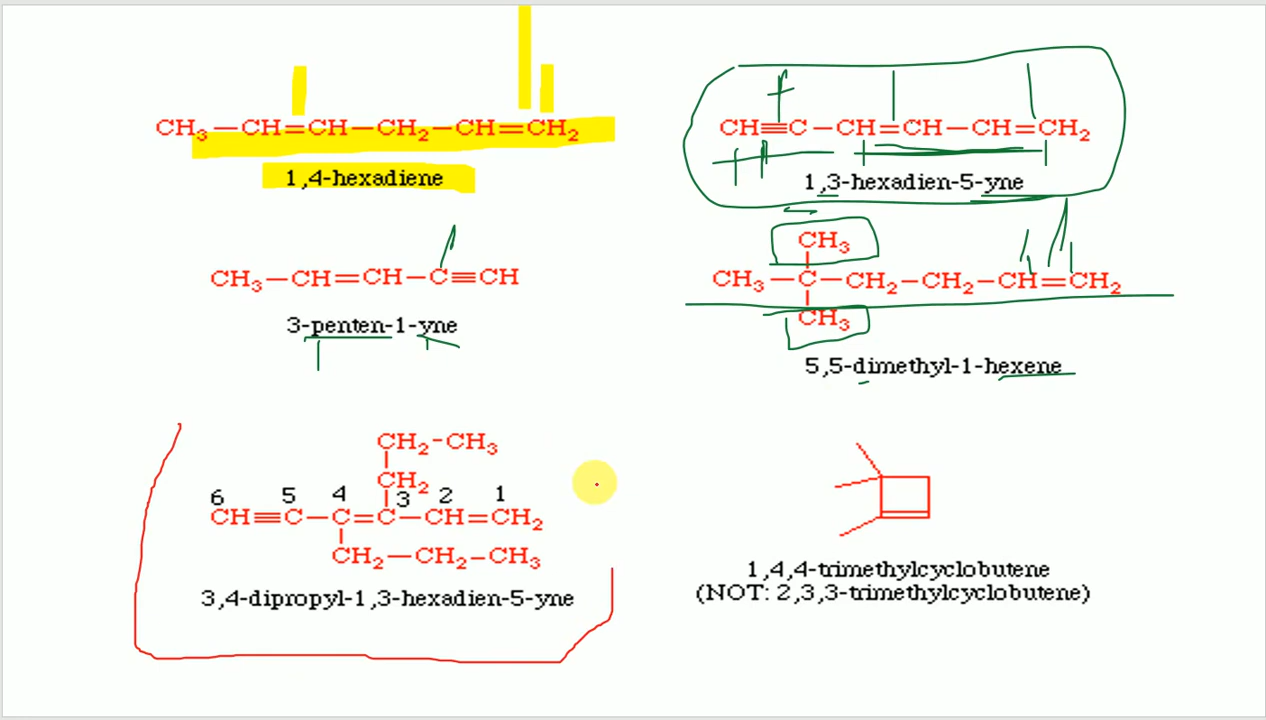 CH₃—CH=CH—CH₂—CH=CH₂
1,4-hexadiene
CH≡C—CH=CH—CH=CH₂
1,3-hexadien-5-yne
CH₃—CH=CH—C≡CH
3-penten-1-yne
CH₃
CH₃—C—CH₂—CH₂—CH=CH₂
CH₃
5,5-dimethyl-1-hexene
CH₂-CH₃
CH₂
6 5 4 3 2 1
CH≡C—C=C—CH=CH₂
CH₂—CH₂—CH₃
3,4-dipropyl-1,3-hexadien-5-yne
1,4,4-trimethylcyclobutene
(NOT: 2,3,3-trimethylcyclobutene)